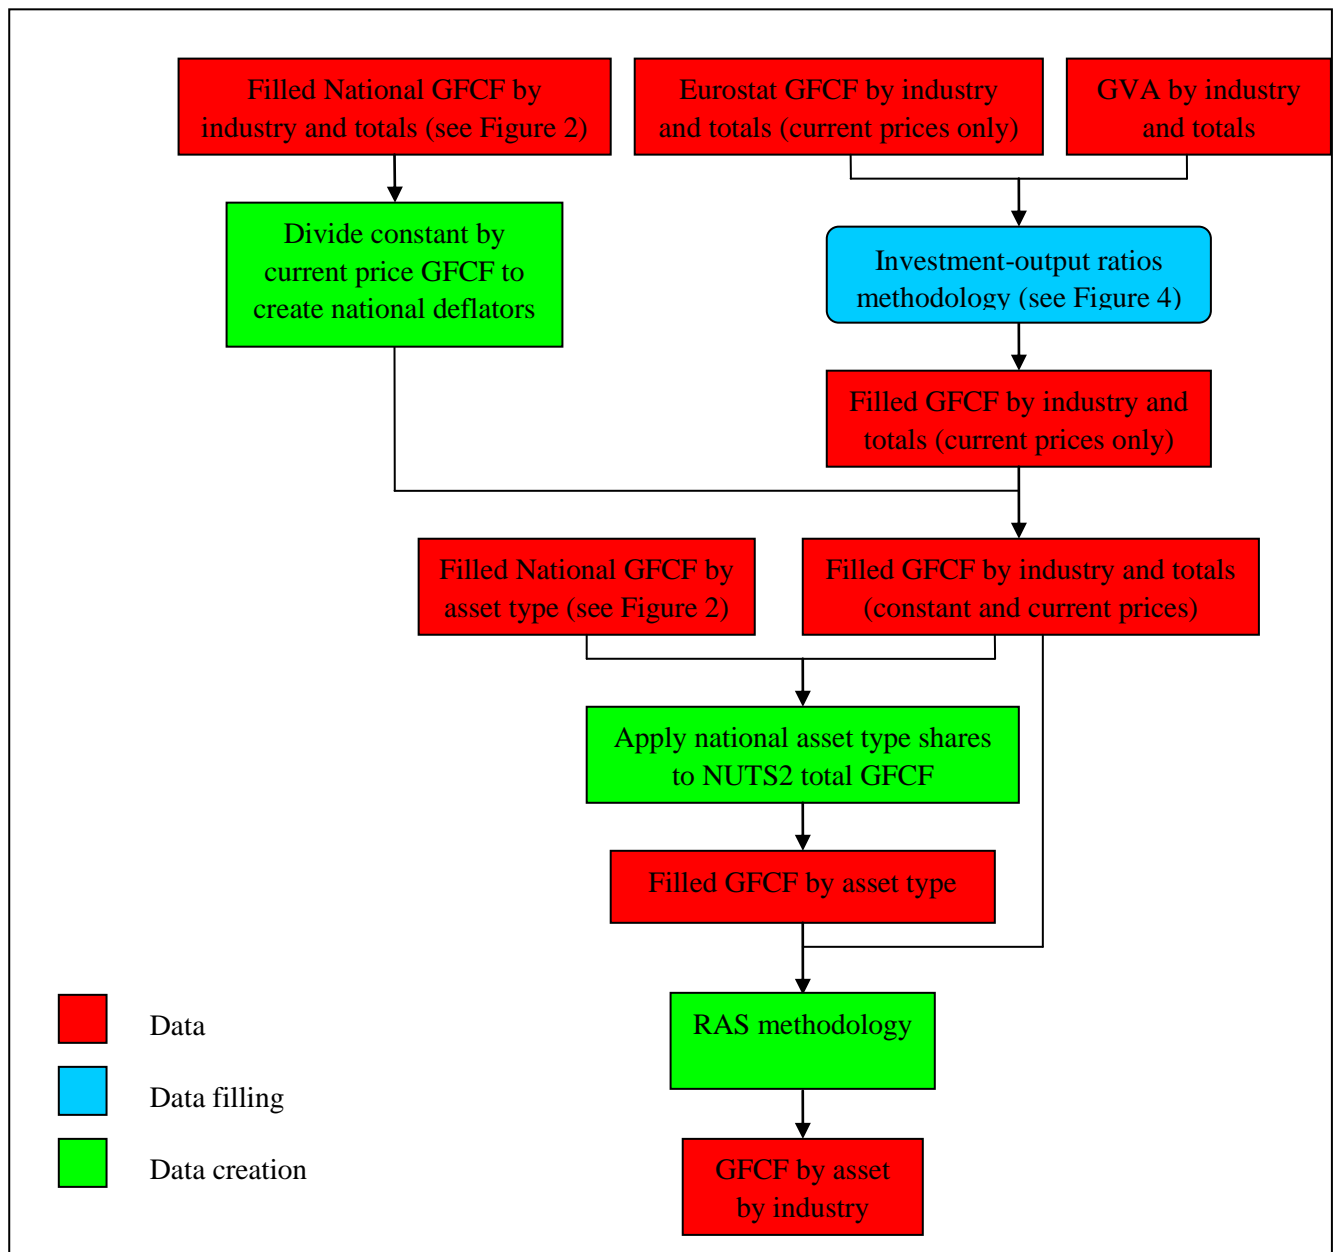 Filled National GFCF by
industry and totals (see Figure 2)
Eurostat GFCF by industry
and totals (current prices only)
GVA by industry
and totals
Divide constant by
current price GFCF to
create national deflators
Investment-output ratios
methodology (see Figure 4)
Filled GFCF by industry and
totals (current prices only)
Filled National GFCF by
asset type (see Figure 2)
Filled GFCF by industry and totals
(constant and current prices)
Apply national asset type shares
to NUTS2 total GFCF
Filled GFCF by asset type
RAS methodology
GFCF by asset
by industry
Data
Data filling
Data creation